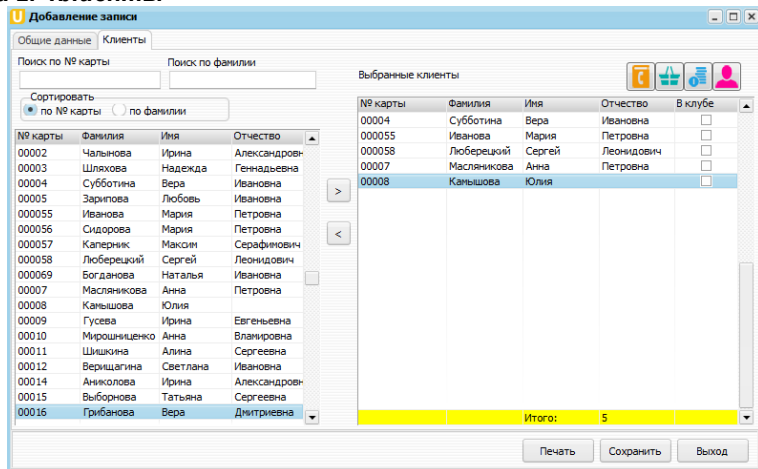 Добавление записи
Общие данные Клиенты
Поиск по № карты Поиск по фамилии
Выбранные клиенты
Сортировать
по № карты по фамилии
№ карты Фамилия Имя Отчество
00002 Чалынова Ирина Александровн
00003 Шляхова Надежда Геннадьевна
00004 Субботина Вера Ивановна
00005 Зарипова Любовь Ивановна
000055 Иванова Мария Петровна
000056 Сидорова Мария Петровна
000057 Каперник Максим Серафимович
000058 Люберецкий Сергей Леонидович
000069 Богданова Наталья Ивановна
00007 Масляникова Анна Петровна
00008 Камышова Юлия
00009 Гусева Ирина Евгеньевна
00010 Мирошниценко Анна Владмировна
00011 Шишкина Алина Сергеевна
00012 Верищагина Светлана Ивановна
00014 Аниколова Ирина Александровн
00015 Выборнова Татьяна Сергеевна
00016 Грибанова Вера Дмитриевна
>
<
№ карты Фамилия Имя Отчество В клубе
00004 Субботина Вера Ивановна
000055 Иванова Мария Петровна
000058 Люберецкий Сергей Леонидович
00007 Масляникова Анна Петровна
00008 Камышова Юлия
Итого: 5
Печать Сохранить Выход